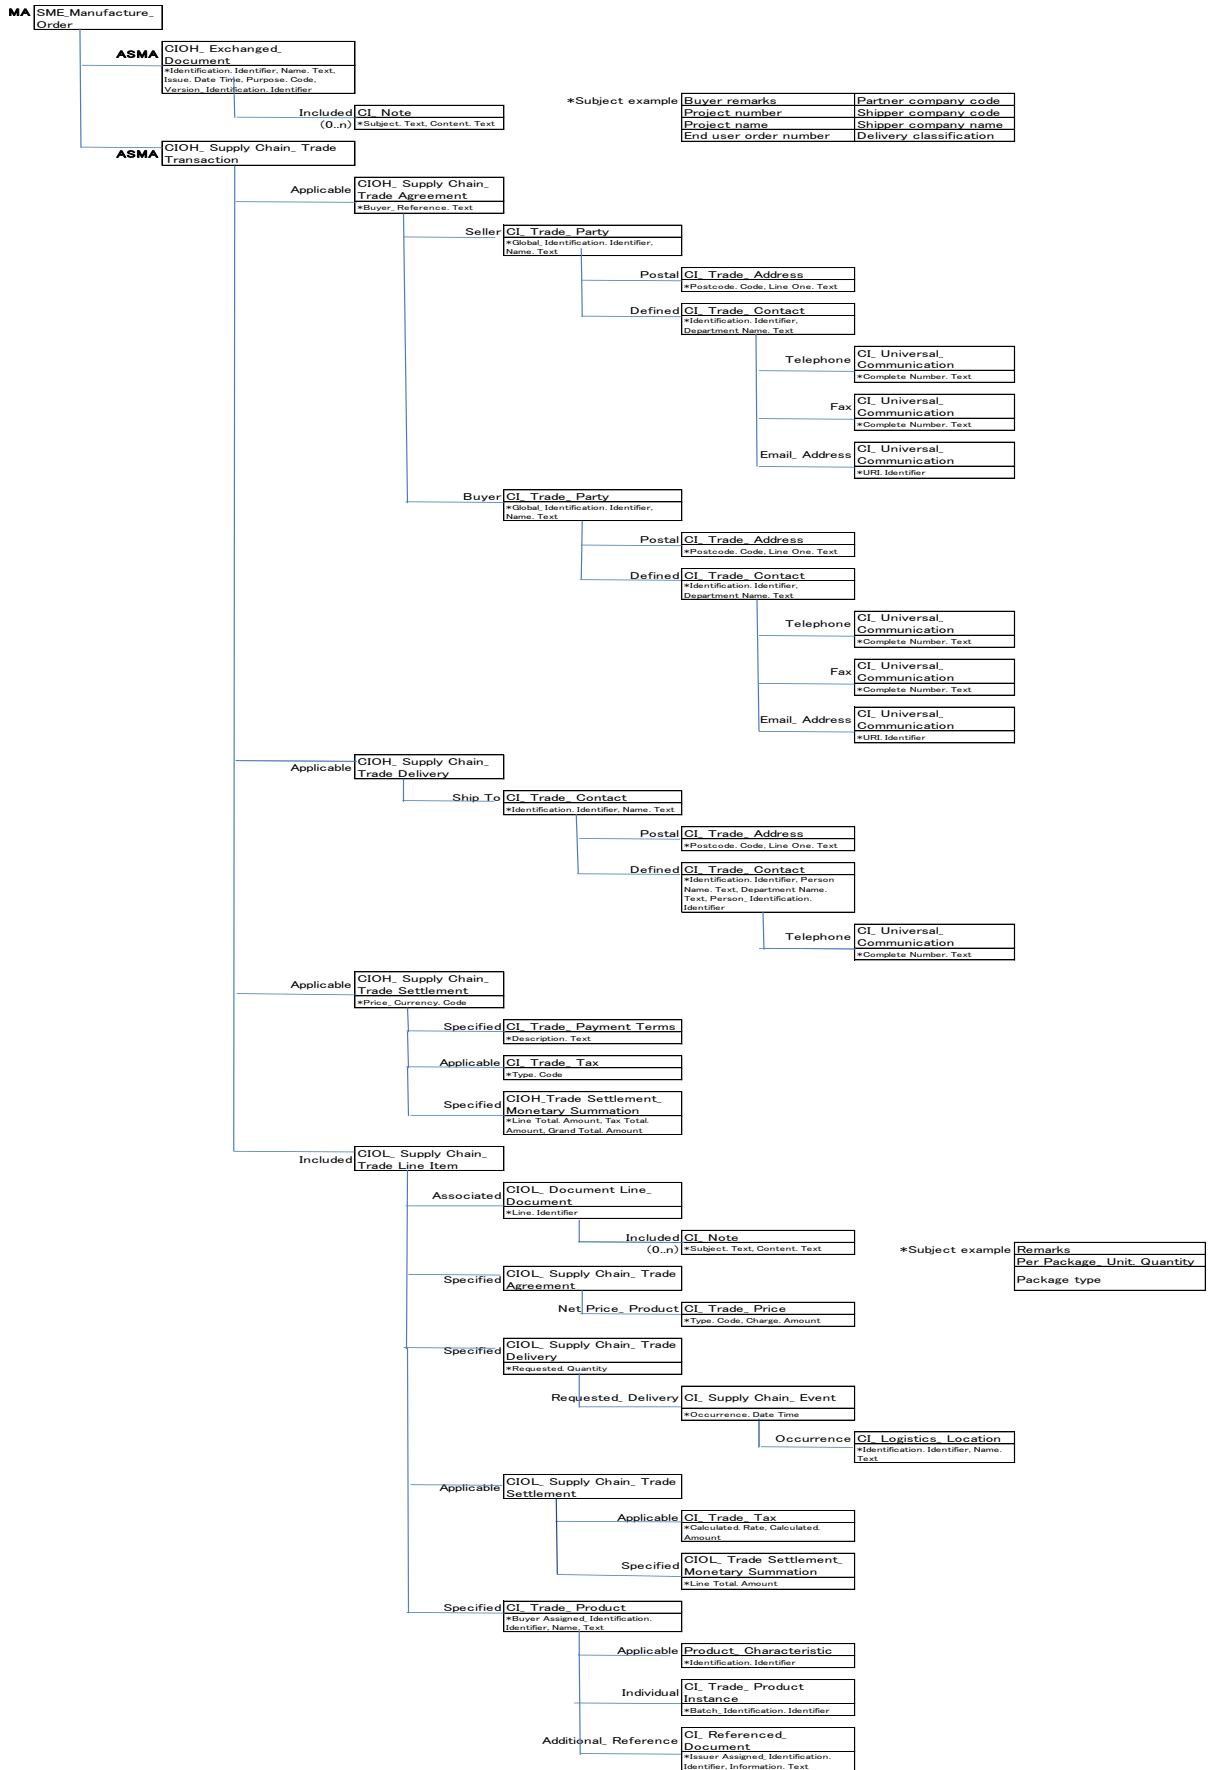 MA SME_Manufacture_
Order
ASMA CIOH_ Exchanged_
Document
*Identification. Identifier, Name. Text,
Issue. Date Time, Purpose. Code,
Version_ Identification. Identifier
Included CI_ Note
(0..n) *Subject. Text, Content. Text
*Subject example Buyer remarks Partner company code
Project number Shipper company code
Project name Shipper company name
End user order number Delivery classification
ASMA CIOH_ Supply Chain_ Trade
Transaction
Applicable CIOH_ Supply Chain_
Trade Agreement
*Buyer_ Reference. Text
Seller CI_ Trade_ Party
*Global_ Identification. Identifier,
Name. Text
Postal CI_ Trade_ Address
*Postcode. Code, Line One. Text
Defined CI_ Trade_ Contact
*Identification. Identifier,
Department Name. Text
Telephone CI_ Universal_
Communication
*Complete Number. Text
Fax CI_ Universal_
Communication
*Complete Number. Text
Email_ Address CI_ Universal_
Communication
*URI. Identifier
Buyer CI_ Trade_ Party
*Global_ Identification. Identifier,
Name. Text
Postal CI_ Trade_ Address
*Postcode. Code, Line One. Text
Defined CI_ Trade_ Contact
*Identification. Identifier,
Department Name. Text
Telephone CI_ Universal_
Communication
*Complete Number. Text
Fax CI_ Universal_
Communication
*Complete Number. Text
Email_ Address CI_ Universal_
Communication
*URI. Identifier
Applicable CIOH_ Supply Chain_
Trade Delivery
Ship To CI_ Trade_ Contact
*Identification. Identifier, Name. Text
Postal CI_ Trade_ Address
*Postcode. Code, Line One. Text
Defined CI_ Trade_ Contact
*Identification. Identifier, Person
Name. Text, Department Name.
Text, Person_ Identification.
Identifier
Telephone CI_ Universal_
Communication
*Complete Number. Text
Applicable CIOH_ Supply Chain_
Trade Settlement
*Price_ Currency. Code
Specified CI_ Trade_ Payment Terms
*Description. Text
Applicable CI_ Trade_ Tax
*Type. Code
Specified CIOH_Trade Settlement_
Monetary Summation
*Line Total. Amount, Tax Total.
Amount, Grand Total. Amount
Included CIOL_ Supply Chain_
Trade Line Item
Associated CIOL_ Document Line_
Document
*Line. Identifier
Included CI_ Note
(0..n) *Subject. Text, Content. Text
*Subject example Remarks
Per Package_ Unit. Quantity
Package type
Specified CIOL_ Supply Chain_ Trade
Agreement
Net Price_ Product CI_ Trade_ Price
*Type. Code, Charge. Amount
Specified CIOL_ Supply Chain_ Trade
Delivery
*Requested. Quantity
Requested_ Delivery CI_ Supply Chain_ Event
*Occurrence. Date Time
Occurrence CI_ Logistics_ Location
*Identification. Identifier, Name.
Text
Applicable CIOL_ Supply Chain_ Trade
Settlement
Applicable CI_ Trade_ Tax
*Calculated. Rate, Calculated.
Amount
Specified CIOL_ Trade Settlement_
Monetary Summation
*Line Total. Amount
Specified CI_ Trade_ Product
*Buyer Assigned_ Identification.
Identifier, Name. Text
Applicable Product_ Characteristic
*Identification. Identifier
Individual CI_ Trade_ Product
Instance
*Batch_ Identification. Identifier
Additional_ Reference CI_ Referenced_
Document
*Issuer Assigned_ Identification.
Identifier, Information. Text